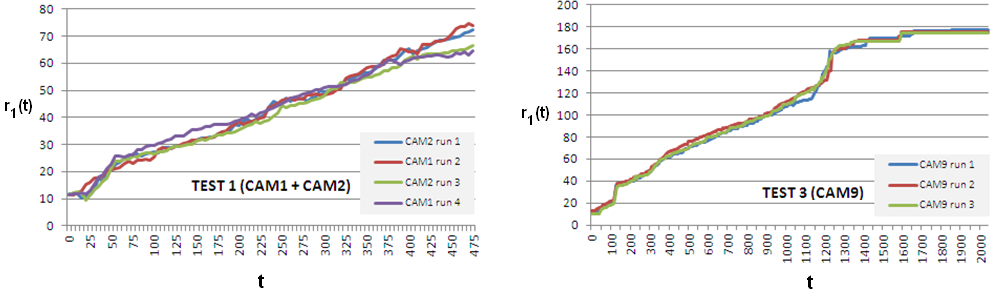 80
70
60
50
40
30
20
10
0
r1(t)
0 25 50 75 100 125 150 175 200 225 250 275 300 325 350 375 400 425 450 475
t
CAM2 run 1
CAM1 run 2
CAM2 run 3
CAM1 run 4
TEST 1 (CAM1 + CAM2)
200
180
160
140
120
100
80
60
40
20
0
r1(t)
0 100 200 300 400 500 600 700 800 900 1000 1100 1200 1300 1400 1500 1600 1700 1800 1900 2000
t
CAM9 run 1
CAM9 run 2
CAM9 run 3
TEST 3 (CAM9)